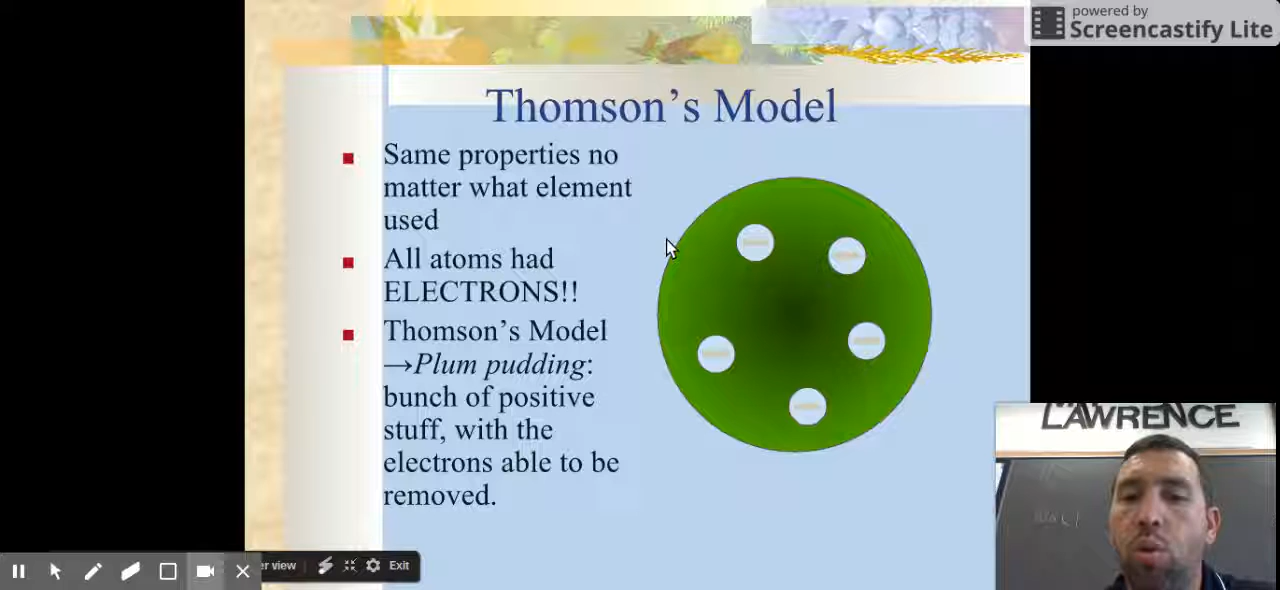 powered by
Screencastify Lite
Thomson's Model
Same properties no
matter what element
used
All atoms had
ELECTRONS!!
Thomson's Model
→Plum pudding:
bunch of positive
stuff, with the
electrons able to be
removed.
LAWRENCE
er view
Exit